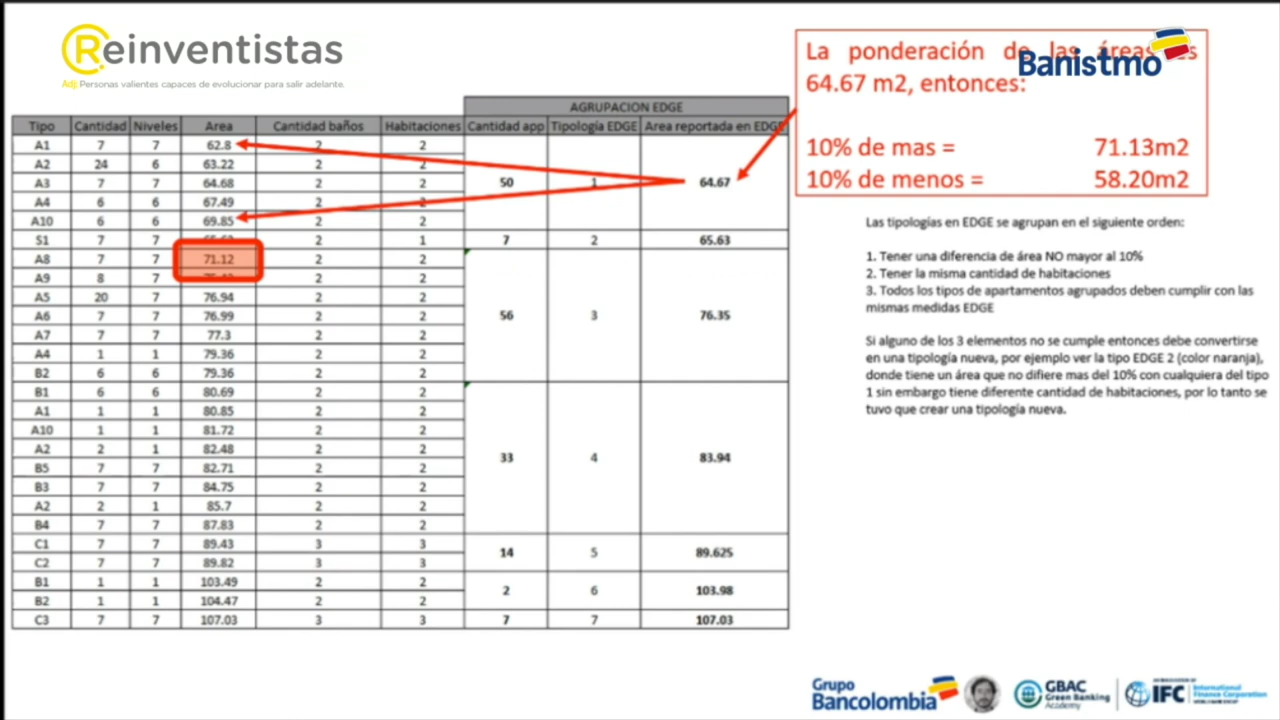 Reinventistas
Adj: Personas valientes capaces de evolucionar para salir adelante.
La ponderación de las áreas es
64.67 m2, entonces:
Banistmo
10% de mas = 71.13m2
10% de menos = 58.20m2
AGRUPACION EDGE
Tipo Cantidad Niveles Area Cantidad baños Habitaciones Cantidad app Tipología EDGE Area reportada en EDGE
A1 7 7 62.8 2 2
A2 24 6 63.22 2 2
A3 7 7 64.68 2 2 50 1 64.67
A4 6 6 67.49 2 2
A10 6 6 69.85 2 2
S1 7 7 2 1 7 2 65.63
A8 7 7 71.12 2 2
A9 8 7 2 2
A5 20 7 76.94 2 2
A6 7 7 76.99 2 2 56 3 76.35
A7 7 7 77.3 2 2
A4 1 1 79.36 2 2
B2 6 6 79.36 2 2
B1 6 6 80.69 2 2
A1 1 1 80.85 2 2
A10 1 1 81.72 2 2
A2 2 1 82.48 2 2
B5 7 7 82.71 2 2 33 4 83.94
B3 7 7 84.75 2 2
A2 2 1 85.7 2 2
B4 7 7 87.83 2 2
C1 7 7 89.43 3 3 14 5 89.625
C2 7 7 89.82 3 3
B1 1 1 103.49 2 2 2 6 103.98
B2 1 1 104.47 2 2
C3 7 7 107.03 3 3 7 7 107.03
Las tipologías en EDGE se agrupan en el siguiente orden:
1. Tener una diferencia de área NO mayor al 10%
2. Tener la misma cantidad de habitaciones
3. Todos los tipos de apartamentos agrupados deben cumplir con las
mismas medidas EDGE
Si alguno de los 3 elementos no se cumple entonces debe convertirse
en una tipología nueva, por ejemplo ver la tipo EDGE 2 (color naranja),
donde tiene un área que no difiere mas del 10% con cualquiera del tipo
1 sin embargo tiene diferente cantidad de habitaciones, por lo tanto se
tuvo que crear una tipología nueva.
Grupo
Bancolombia
GBAC
Green Banking
Academy
IFC
International
Finance Corporation
WORLD BANK GROUP